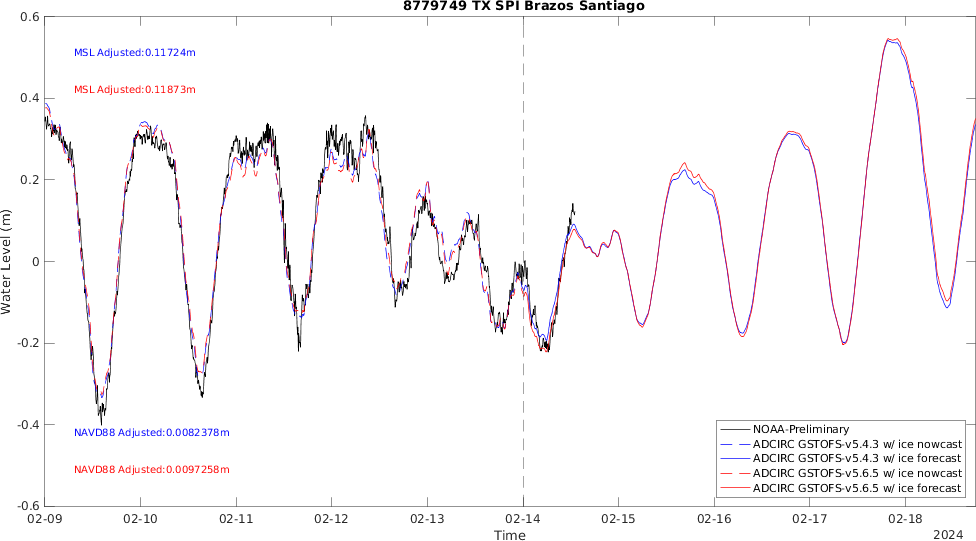 8779749 TX SPI Brazos Santiago
MSL Adjusted:0.11724m
MSL Adjusted:0.11873m
Water Level (m)
0.6
0.4
0.2
0
-0.2
-0.4
-0.6
NAVD88 Adjusted:0.0082378m
NAVD88 Adjusted:0.0097258m
NOAA-Preliminary
ADCIRC GSTOFS-v5.4.3 w/ ice nowcast
ADCIRC GSTOFS-v5.4.3 w/ ice forecast
ADCIRC GSTOFS-v5.6.5 w/ ice nowcast
ADCIRC GSTOFS-v5.6.5 w/ ice forecast
02-09 02-10 02-11 02-12 02-13 02-14 02-15 02-16 02-17 02-18
Time
2024